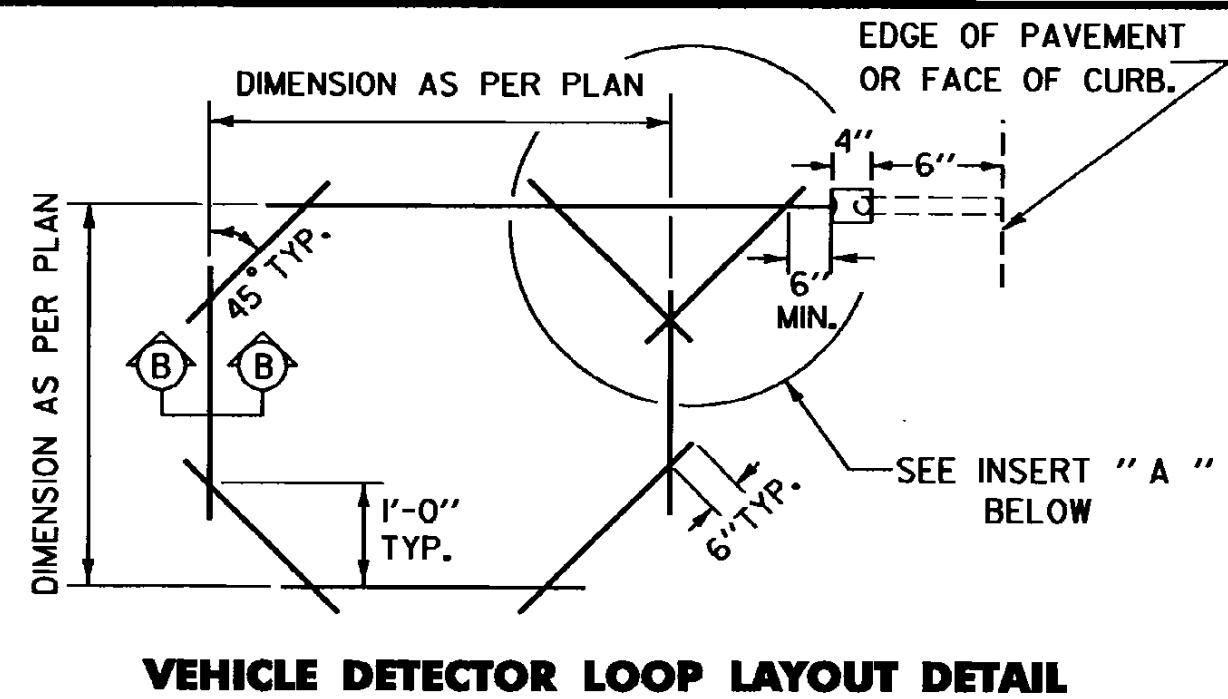 EDGE OF PAVEMENT
OR FACE OF CURB.
DIMENSION AS PER PLAN
4"
6"
DIMENSION AS PER PLAN
45° TYP.
6"
MIN.
B
B
SEE INSERT "A"
BELOW
1'-0"
TYP.
6" TYP.
VEHICLE DETECTOR LOOP LAYOUT DETAIL